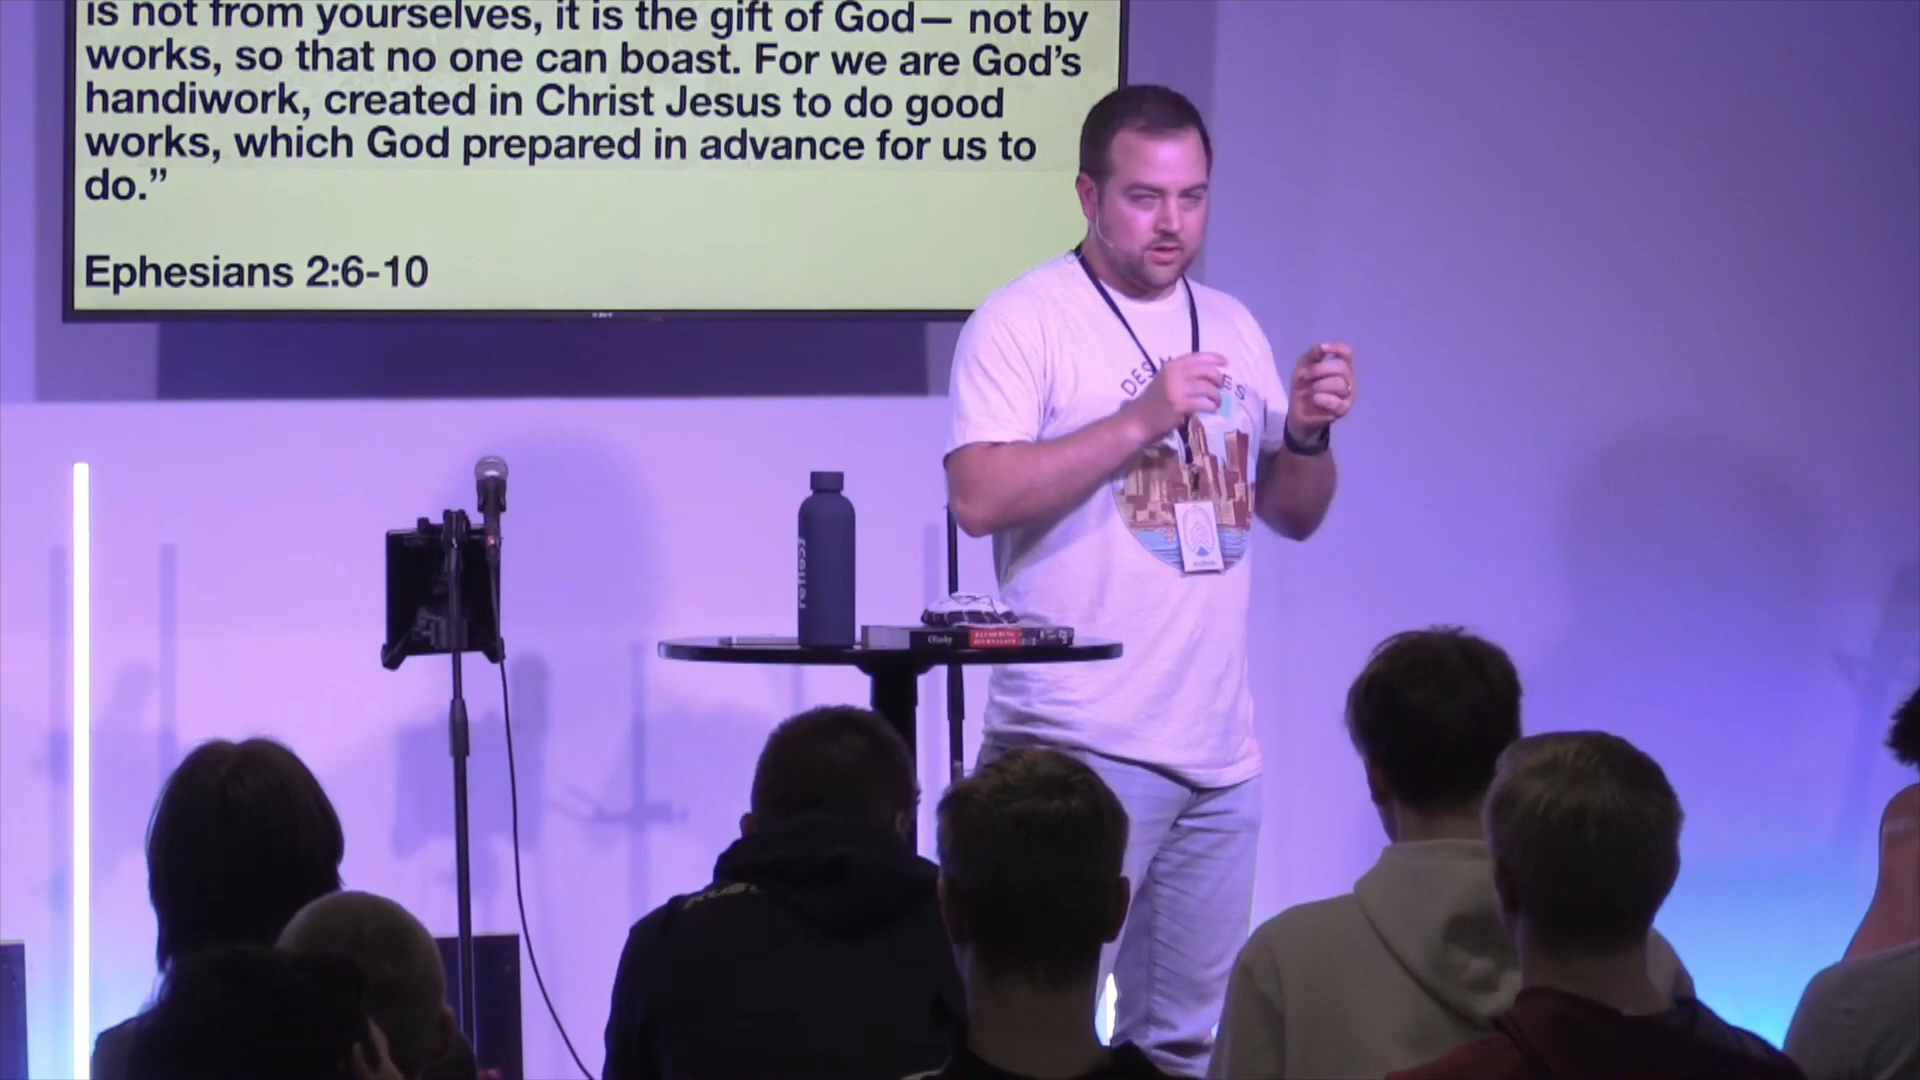 is not from yourselves, it is the gift of God— not by
works, so that no one can boast. For we are God’s
handiwork, created in Christ Jesus to do good
works, which God prepared in advance for us to
do.”
Ephesians 2:6-10
reflect